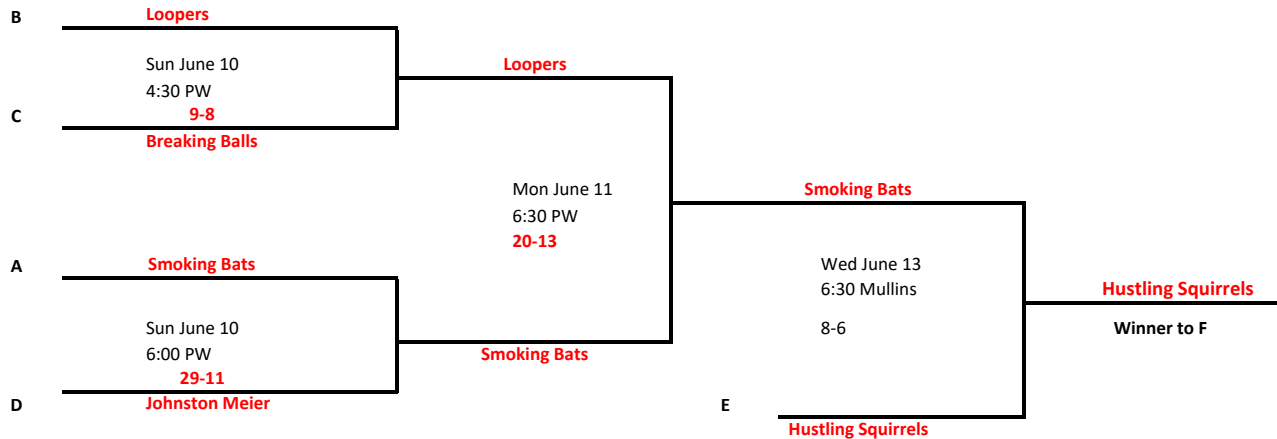 B
Loopers
Sun June 10
4:30 PW
9-8
C
Breaking Balls
Loopers
Mon June 11
6:30 PW
20-13
A
Smoking Bats
Sun June 10
6:00 PW
29-11
D
Johnston Meier
Smoking Bats
Smoking Bats
Wed June 13
6:30 Mullins
8-6
E
Hustling Squirrels
Hustling Squirrels
Winner to F